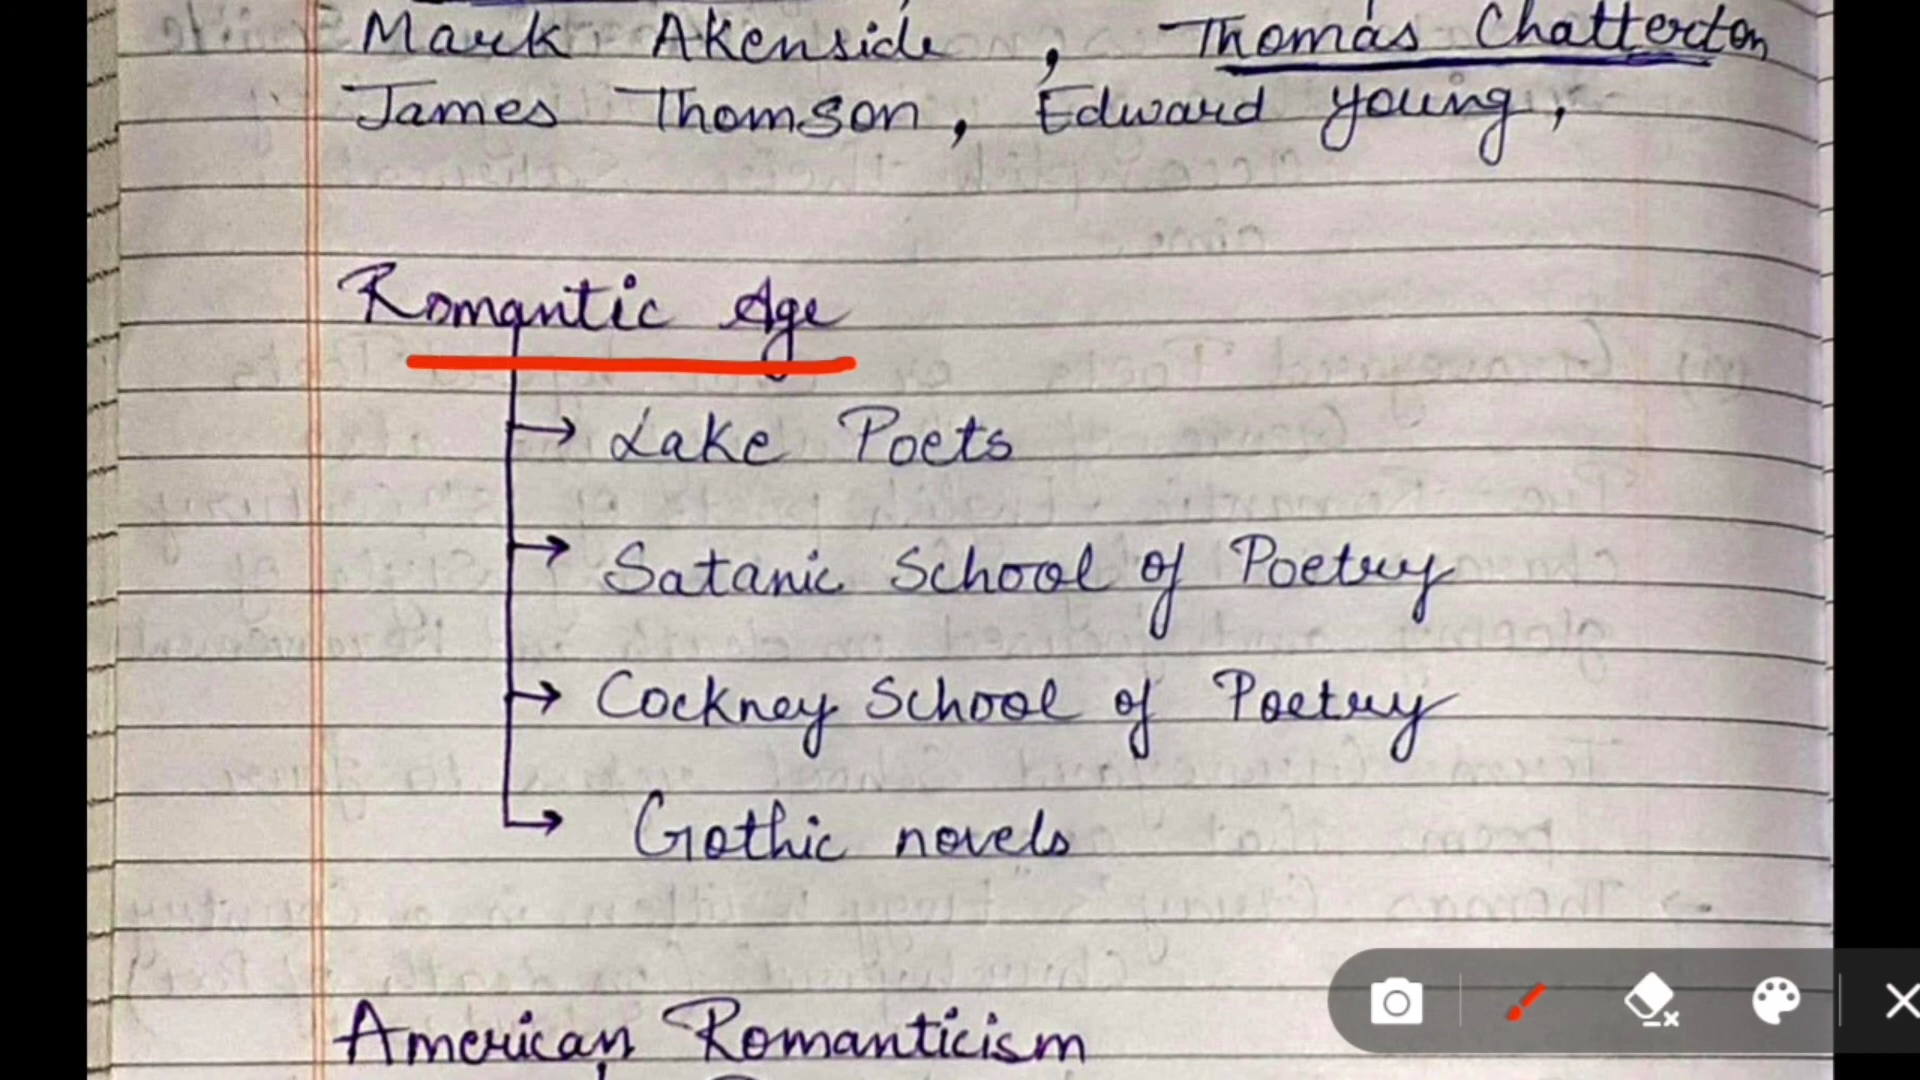 Mark Akenside, Thomas Chatterton
James Thomson, Edward Young,
Romantic Age
→ Lake Poets
→ Satanic School of Poetry
→ Cockney School of Poetry
→ Gothic novels
American Romanticism